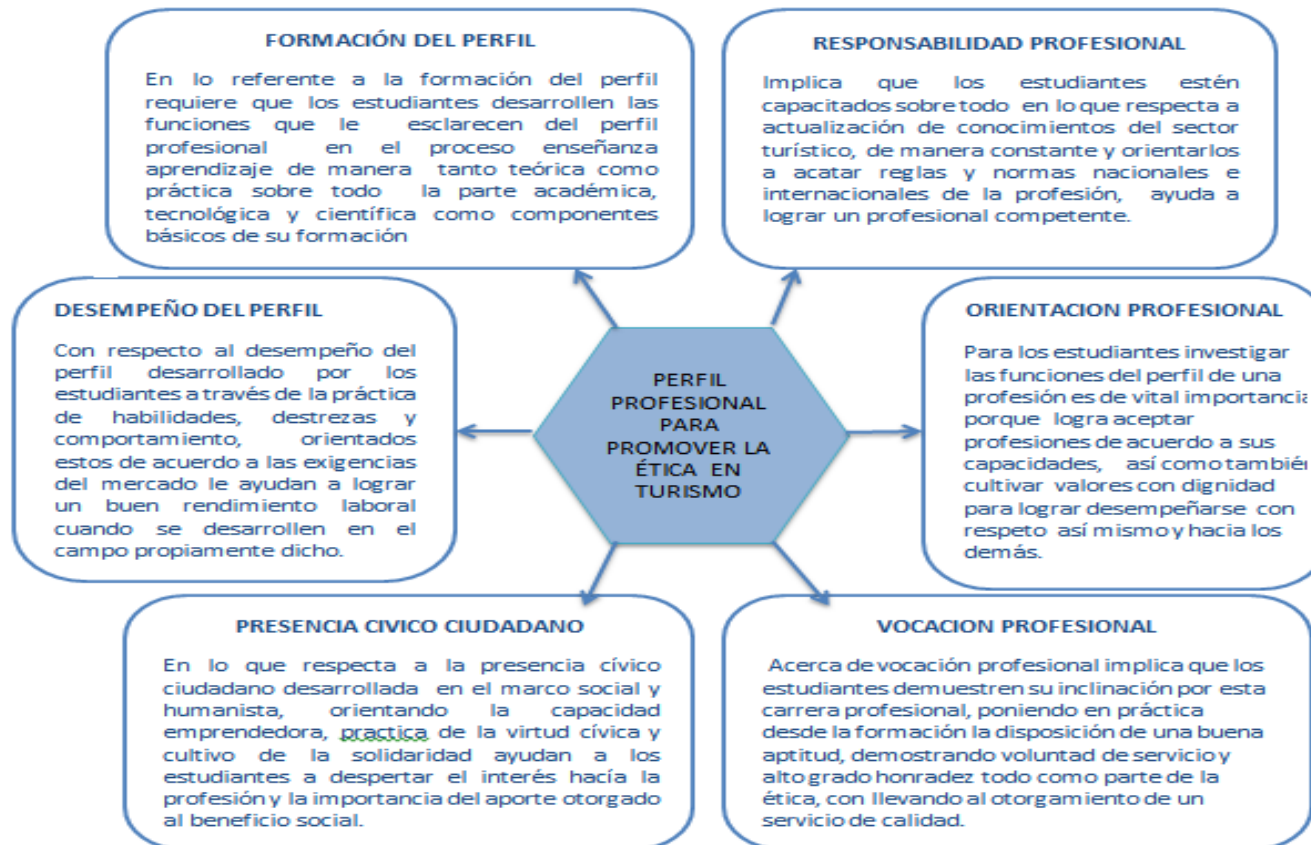 FORMACIÓN DEL PERFIL
En lo referente a la formación del perfil
requiere que los estudiantes desarrollen las
funciones que le esclarecen del perfil
profesional en el proceso enseñanza
aprendizaje de manera tanto teórica como
práctica sobre todo la parte académica,
tecnológica y científica como componentes
básicos de su formación
RESPONSABILIDAD PROFESIONAL
Implica que los estudiantes estén
capacitados sobre todo en lo que respecta a
actualización de conocimientos del sector
turístico, de manera constante y orientarlos
a acatar reglas y normas nacionales e
internacionales de la profesión, ayuda a
lograr un profesional competente.
DESEMPEÑO DEL PERFIL
Con respecto al desempeño del
perfil desarrollado por los
estudiantes a través de la práctica
de habilidades, destrezas y
comportamiento, orientados
estos de acuerdo a las exigencias
del mercado le ayudan a lograr
un buen rendimiento laboral
cuando se desarrollen en el
campo propiamente dicho.
PERFIL
PROFESIONAL
PARA
PROMOVER LA
ÉTICA EN
TURISMO
ORIENTACION PROFESIONAL
Para los estudiantes investigar
las funciones del perfil de una
profesión es de vital importancia
porque logra aceptar
profesiones de acuerdo a sus
capacidades, así como tambiér
cultivar valores con dignidad
para lograr desempeñarse con
respeto así mismo y hacia los
demás.
PRESENCIA CIVICO CIUDADANO
En lo que respecta a la presencia cívico
ciudadano desarrollada en el marco social y
humanista, orientando la capacidad
emprendedora, practica de la virtud cívica y
cultivo de la solidaridad ayudan a los
estudiantes a despertar el interés hacía la
profesión y la importancia del aporte otorgado
al beneficio social.
VOCACION PROFESIONAL
Acerca de vocación profesional implica que los
estudiantes demuestren su inclinación por esta
carrera profesional, poniendo en práctica
desde la formación la disposición de una buena
aptitud, demostrando voluntad de servicio y
alto grado honradez todo como parte de la
ética, con llevando al otorgamiento de un
servicio de calidad.